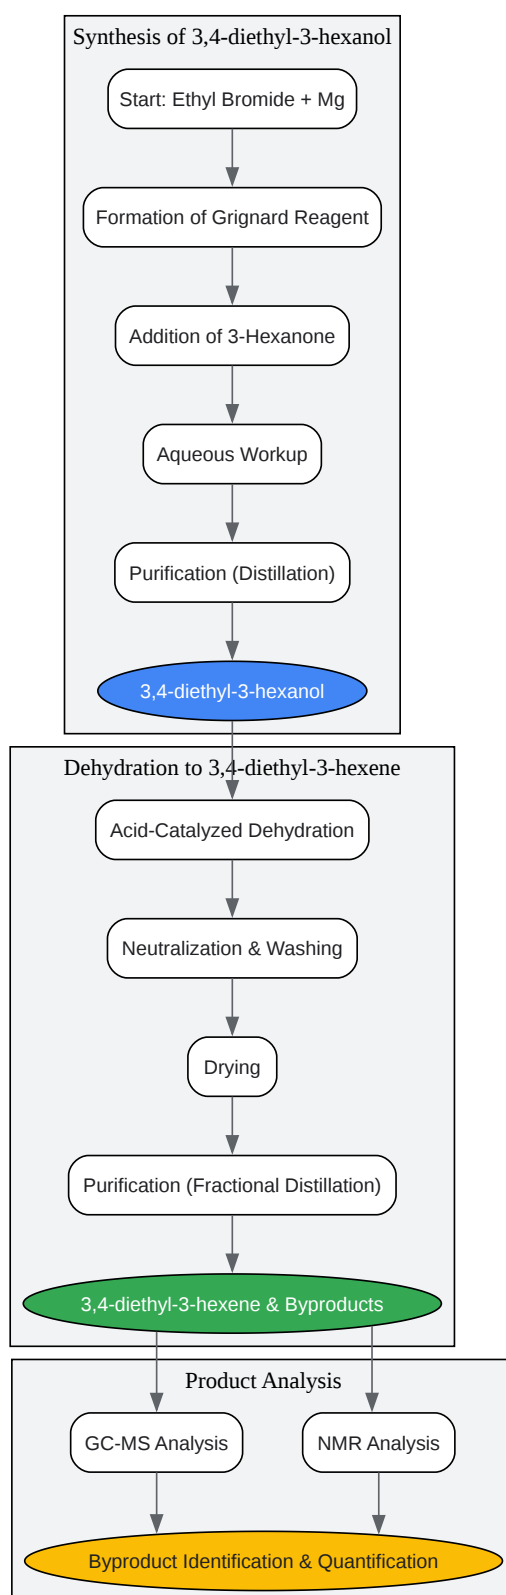 Synthesis of 3,4-diethyl-3-hexanol
Start: Ethyl Bromide + Mg
Formation of Grignard Reagent
Addition of 3-Hexanone
Aqueous Workup
Purification (Distillation)
3,4-diethyl-3-hexanol
Dehydration to 3,4-diethyl-3-hexene
Acid-Catalyzed Dehydration
Neutralization & Washing
Drying
Purification (Fractional Distillation)
3,4-diethyl-3-hexene & Byproducts
Product Analysis
GC-MS Analysis
NMR Analysis
Byproduct Identification & Quantification